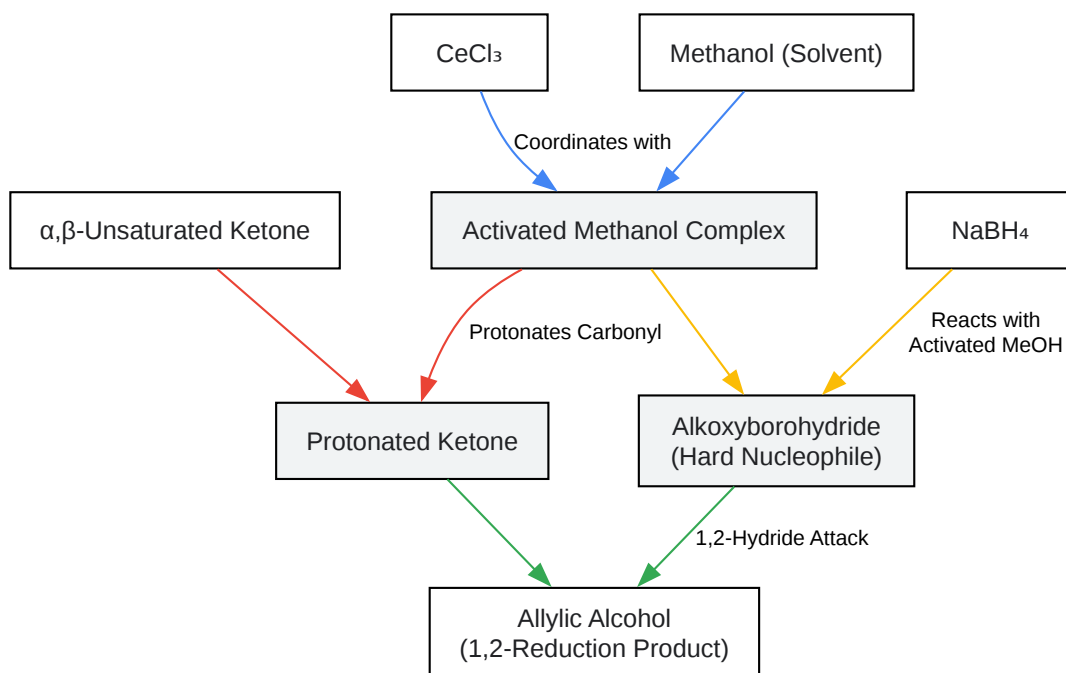 CeCl₃
Methanol (Solvent)
Coordinates with
α,β-Unsaturated Ketone
Activated Methanol Complex
NaBH₄
Protonates Carbonyl
Reacts with
Activated MeOH
Protonated Ketone
Alkoxyborohydride
(Hard Nucleophile)
1,2-Hydride Attack
Allylic Alcohol
(1,2-Reduction Product)